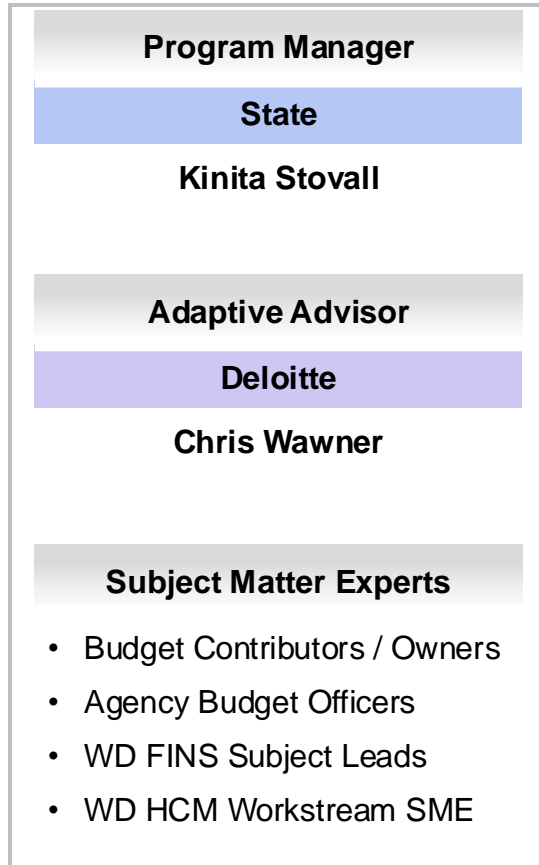 Program Manager
State
Kinita Stovall
Adaptive Advisor
Deloitte
Chris Wawner
Subject Matter Experts
• Budget Contributors / Owners
• Agency Budget Officers
• WD FINS Subject Leads
• WD HCM Workstream SME